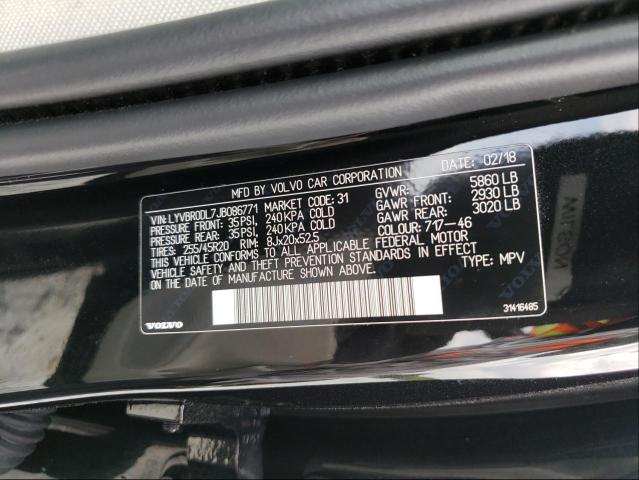 MFD BY VOLVO CAR CORPORATION DATE: 02/18
VIN: LYVBR0DL7JB086771 MARKET CODE: 31 GVWR: 5860 LB
PRESSURE FRONT: 35PSI, 240KPA COLD GAWR FRONT: 2930 LB
PRESSURE REAR: 35PSI, 240KPA COLD GAWR REAR: 3020 LB
TIRES: 255/45R20 RIM: 8Jx20x52.5 COLOUR: 717-46
THIS VEHICLE CONFORMS TO ALL APPLICABLE FEDERAL MOTOR
VEHICLE SAFETY AND THEFT PREVENTION STANDARDS IN EFFECT
ON THE DATE OF MANUFACTURE SHOWN ABOVE. TYPE: MPV
VOLVO
31416485